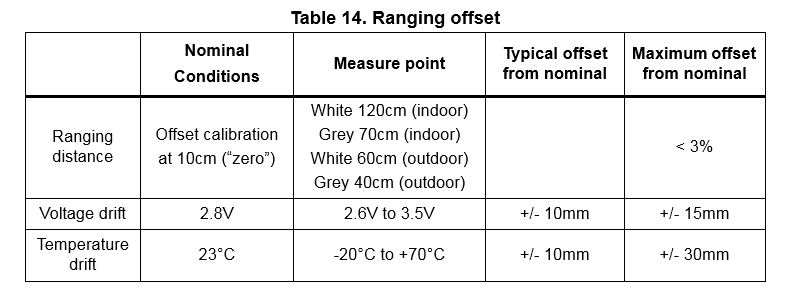 Table 14. Ranging offset
Nominal
Conditions
Measure point
Typical offset
from nominal
Maximum offset
from nominal
Ranging
distance
Offset calibration
at 10cm (“zero”)
White 120cm (indoor)
Grey 70cm (indoor)
White 60cm (outdoor)
Grey 40cm (outdoor)
< 3%
Voltage drift
2.8V
2.6V to 3.5V
+/- 10mm
+/- 15mm
Temperature
drift
23°C
-20°C to +70°C
+/- 10mm
+/- 30mm